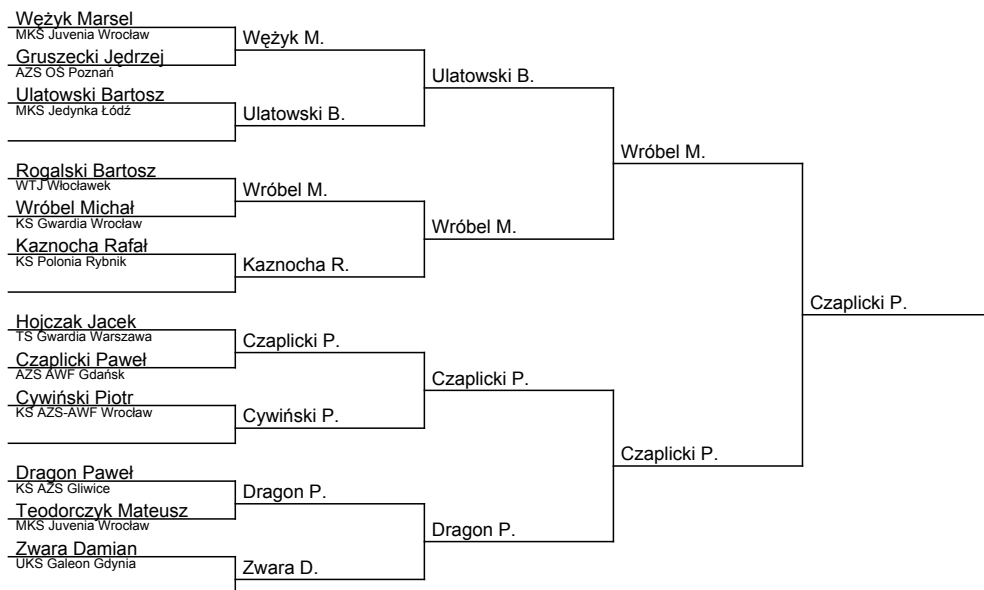 Wężyk Marsel
MKS Juvenia Wrocław
Gruszecki Jędrzej
AZS OŚ Poznań
Ulatowski Bartosz
MKS Jedynka Łódź
Rogalski Bartosz
WTJ Włocławek
Wróbel Michał
KS Gwardia Wrocław
Kaznocha Rafał
KS Polonia Rybnik
Hojczak Jacek
TS Gwardia Warszawa
Czaplicki Paweł
AZS AWF Gdańsk
Cywiński Piotr
KS AZS-AWF Wrocław
Dragon Paweł
KS AZS Gliwice
Teodorczyk Mateusz
MKS Juvenia Wrocław
Zwara Damian
UKS Galeon Gdynia
Wężyk M.
Ulatowski B.
Wróbel M.
Kaznocha R.
Czaplicki P.
Cywiński P.
Dragon P.
Zwara D.
Ulatowski B.
Wróbel M.
Czaplicki P.
Dragon P.
Wróbel M.
Czaplicki P.
Czaplicki P.